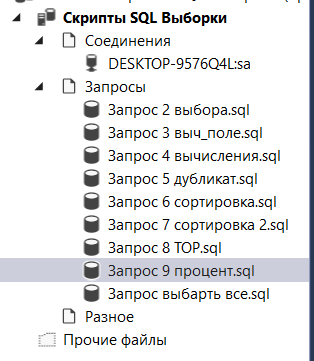 Скрипты SQL Выборки
Соединения
DESKTOP-9576Q4L:sa
Запросы
Запрос 2 выбора.sql
Запрос 3 выч_поле.sql
Запрос 4 вычисления.sql
Запрос 5 дубликат.sql
Запрос 6 сортировка.sql
Запрос 7 сортировка 2.sql
Запрос 8 TOP.sql
Запрос 9 процент.sql
Запрос выбарть все.sql
Разное
Прочие файлы